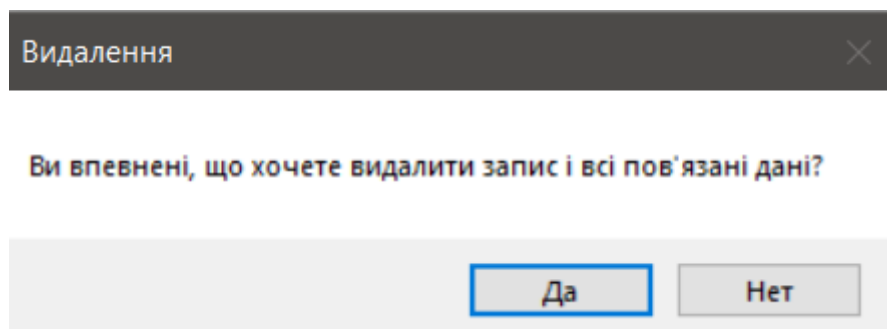 Видалення
Ви впевнені, що хочете видалити запис і всі пов'язані дані?
Да
Нет